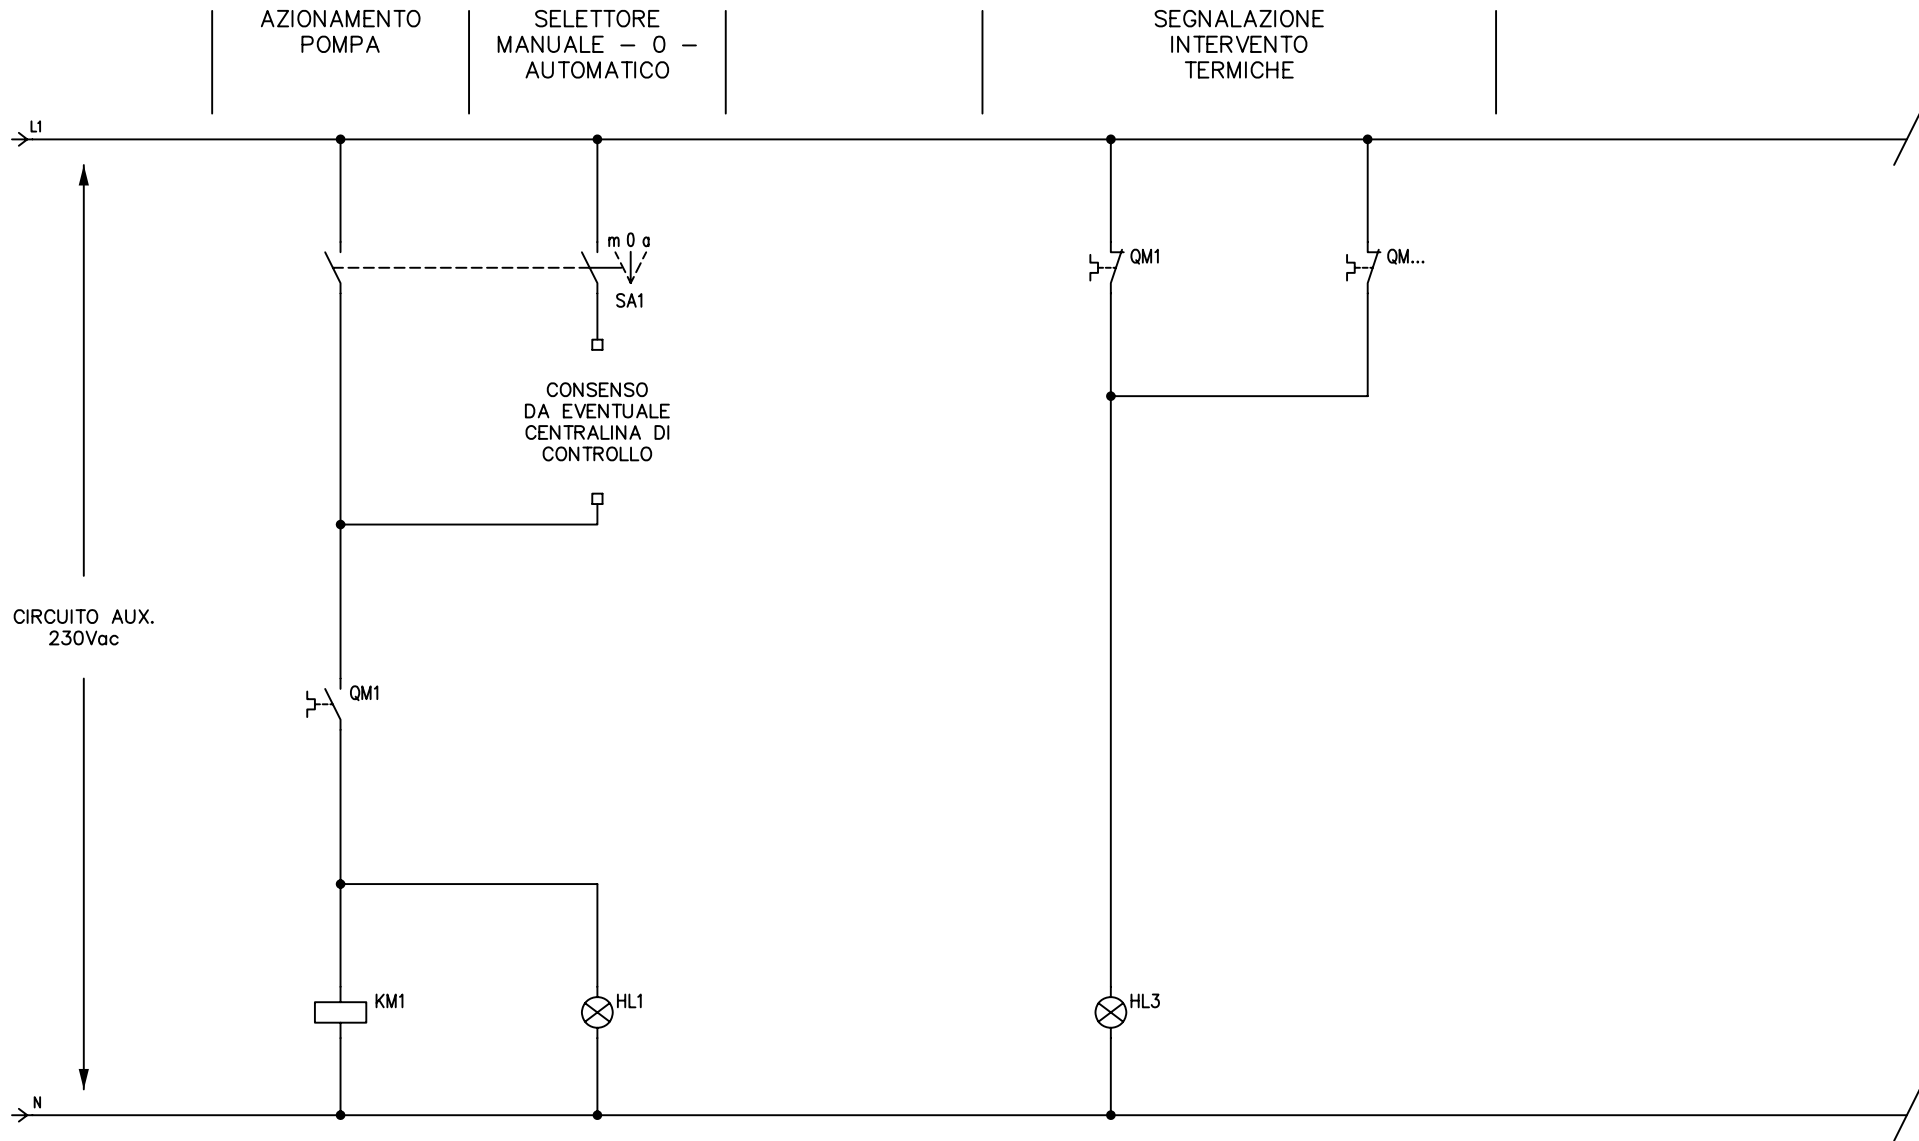 AZIONAMENTO
POMPA
SELETTORE
MANUALE – 0 –
AUTOMATICO
SEGNALAZIONE
INTERVENTO
TERMICHE
L1
m 0 a
SA1
QM1
QM...
CONSENSO
DA EVENTUALE
CENTRALINA DI
CONTROLLO
CIRCUITO AUX.
230Vac
QM1
KM1
HL1
HL3
N